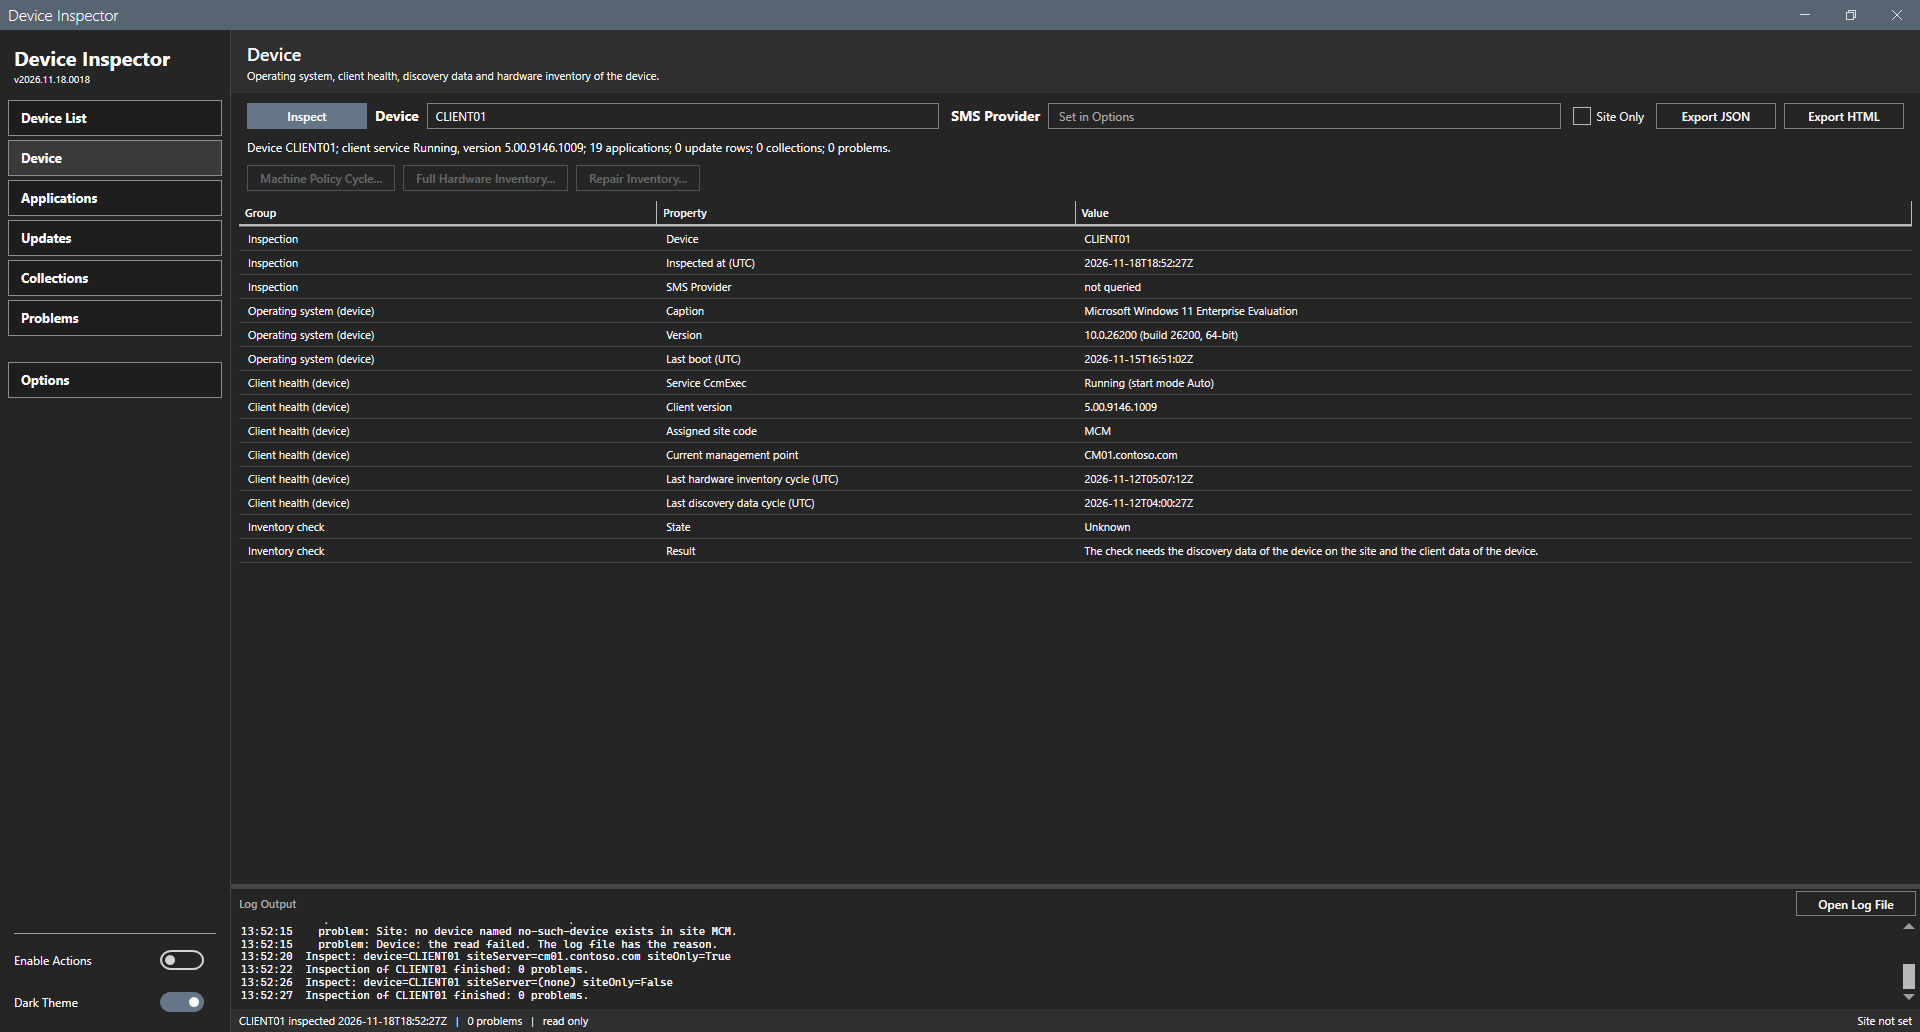 Device Inspector
Device Inspector
v2026.11.18.0018
Device List
Device
Applications
Updates
Collections
Problems
Options
Enable Actions
Dark Theme
Device
Operating system, client health, discovery data and hardware inventory of the device.
Inspect Device CLIENT01 SMS Provider Set in Options Site Only Export JSON Export HTML
Device CLIENT01; client service Running, version 5.00.9146.1009; 19 applications; 0 update rows; 0 collections; 0 problems.
Machine Policy Cycle... Full Hardware Inventory... Repair Inventory...
Group Property Value
Inspection Device CLIENT01
Inspection Inspected at (UTC) 2026-11-18T18:52:27Z
Inspection SMS Provider not queried
Operating system (device) Caption Microsoft Windows 11 Enterprise Evaluation
Operating system (device) Version 10.0.26200 (build 26200, 64-bit)
Operating system (device) Last boot (UTC) 2026-11-15T16:51:02Z
Client health (device) Service CcmExec Running (start mode Auto)
Client health (device) Client version 5.00.9146.1009
Client health (device) Assigned site code MCM
Client health (device) Current management point CM01.contoso.com
Client health (device) Last hardware inventory cycle (UTC) 2026-11-12T05:07:12Z
Client health (device) Last discovery data cycle (UTC) 2026-11-12T04:00:27Z
Inventory check State Unknown
Inventory check Result The check needs the discovery data of the device on the site and the client data of the device.
Log Output Open Log File
13:52:15 problem: Site: no device named no-such-device exists in site MCM.
13:52:15 problem: Device: the read failed. The log file has the reason.
13:52:20 Inspect: device=CLIENT01 siteServer=cm01.contoso.com siteOnly=True
13:52:22 Inspection of CLIENT01 finished: 0 problems.
13:52:26 Inspect: device=CLIENT01 siteServer=(none) siteOnly=False
13:52:27 Inspection of CLIENT01 finished: 0 problems.
CLIENT01 inspected 2026-11-18T18:52:27Z | 0 problems | read only Site not set